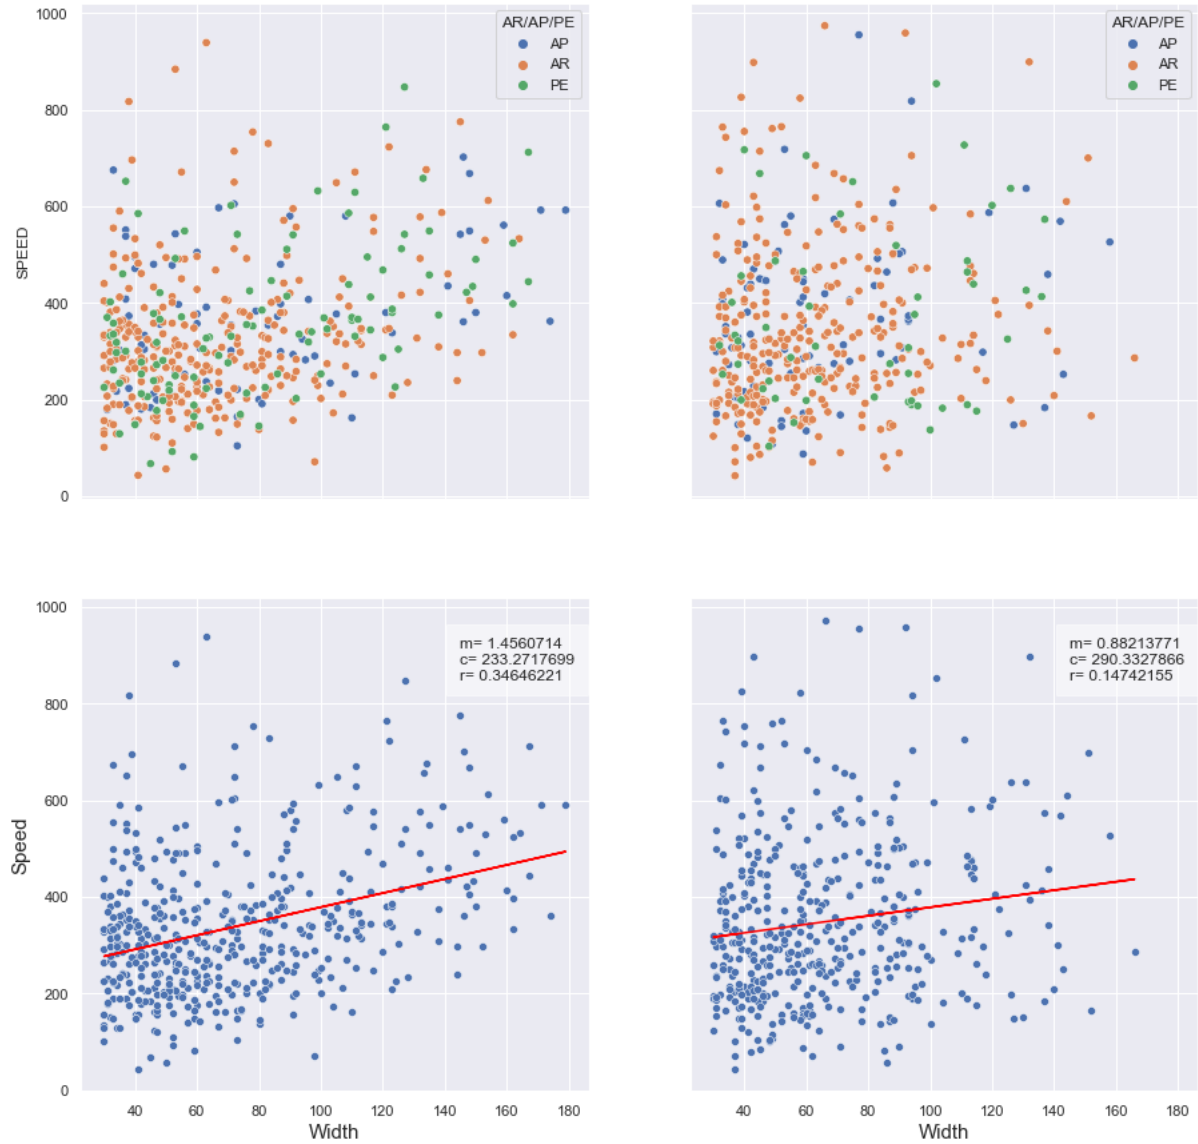 1000
800
600
400
200
0
SPEED
AR/AP/PE
AP
AR
PE
AR/AP/PE
AP
AR
PE
1000
800
600
400
200
0
Speed
m= 1.4560714
c= 233.2717699
r= 0.34646221
m= 0.88213771
c= 290.3327866
r= 0.14742155
40 60 80 100 120 140 160 180
Width
40 60 80 100 120 140 160 180
Width